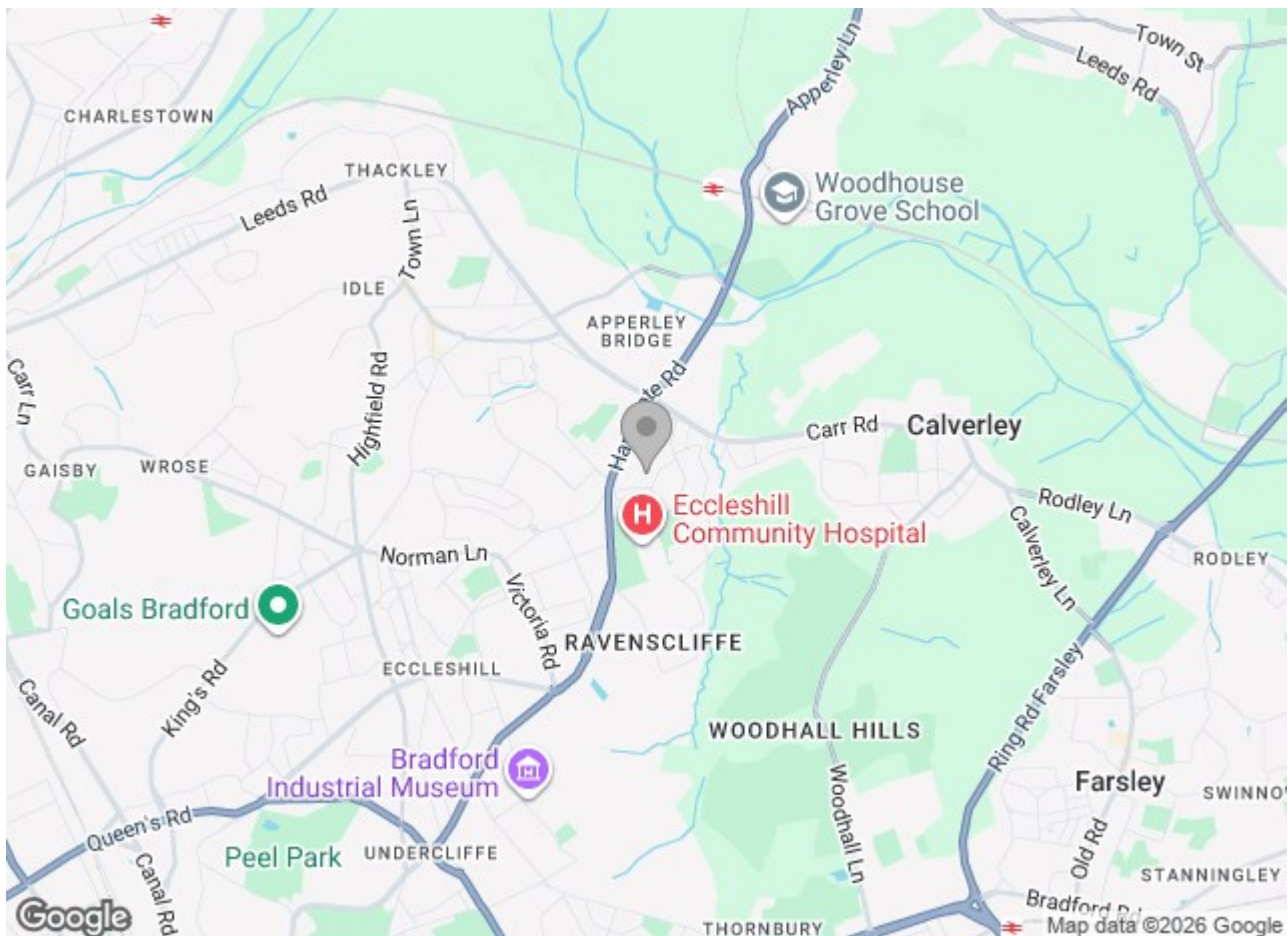 CHARLESTOWN
THACKLEY
Leeds Rd
Town Ln
IDLE
Apperley Ln
Town St
Leeds Rd
Woodhouse
Grove School
APPERLEY
BRIDGE
Carr Ln
Highfield Rd
GAISBY
WROSE
Carr Rd
Calverley
Eccleshill
Community Hospital
Rodley Ln
Calverley Ln
RODLEY
Norman Ln
Victoria Rd
Goals Bradford
RAVENSCLIFFE
ECCLESHILL
King's Rd
Canal Rd
WOODHALL HILLS
Ring Rd Farsley
Bradford
Industrial Museum
Farsley
Woodhall Ln
Old Rd
Queen's Rd
Peel Park
UNDERCLIFFE
Canal Rd
STANNINGLEY
THORNBURY
Google
Map data ©2026 Google